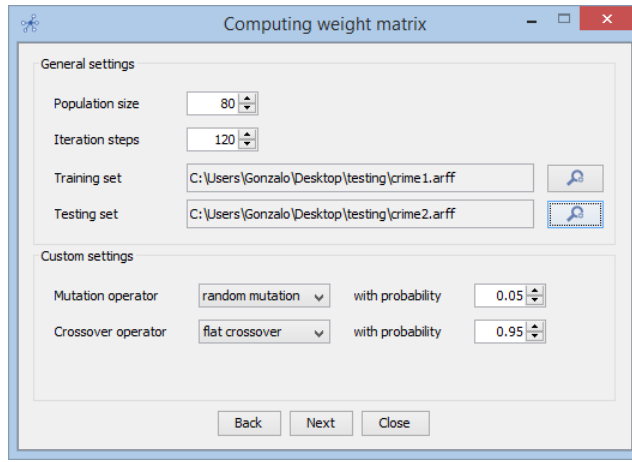 Computing weight matrix
General settings
Population size 80
Iteration steps 120
Training set C:\Users\Gonzalo\Desktop\testing\crime1.arff
Testing set C:\Users\Gonzalo\Desktop\testing\crime2.arff
Custom settings
Mutation operator random mutation with probability 0.05
Crossover operator flat crossover with probability 0.95
Back Next Close